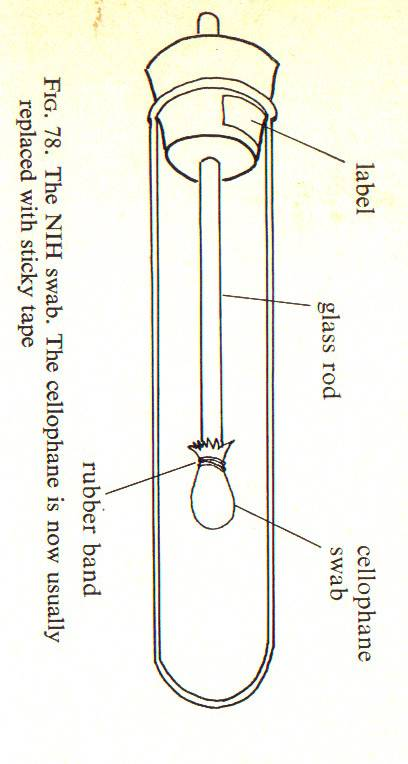 label
glass rod
cellophane
swab
rubber band
FIG. 78. The NIH swab. The cellophane is now usually
replaced with sticky tape